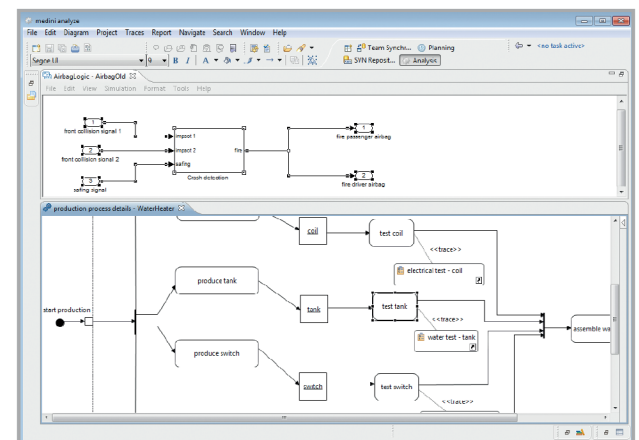 medini analyze
File Edit Diagram Project Traces Report Navigate Search Window Help
Team Synchr... Planning
<no task active>
Segoe UI 9 B I A
SYN Reposit... Analysis
AirbagLogic - AirbagOld
File Edit View Simulation Format Tools Help
1
front collision signal 1
2
front collision signal 2
3
safing signal
impact 1
impact 2
safing
fire
Crash detection
1
fire passenger airbag
2
fire driver airbag
production process details - WaterHeater
coil
test coil
<<trace>>
electrical test - coil
produce tank
tank
test tank
<<trace>>
water test - tank
start production
assemble wa
produce switch
switch
test switch
<<trace>>